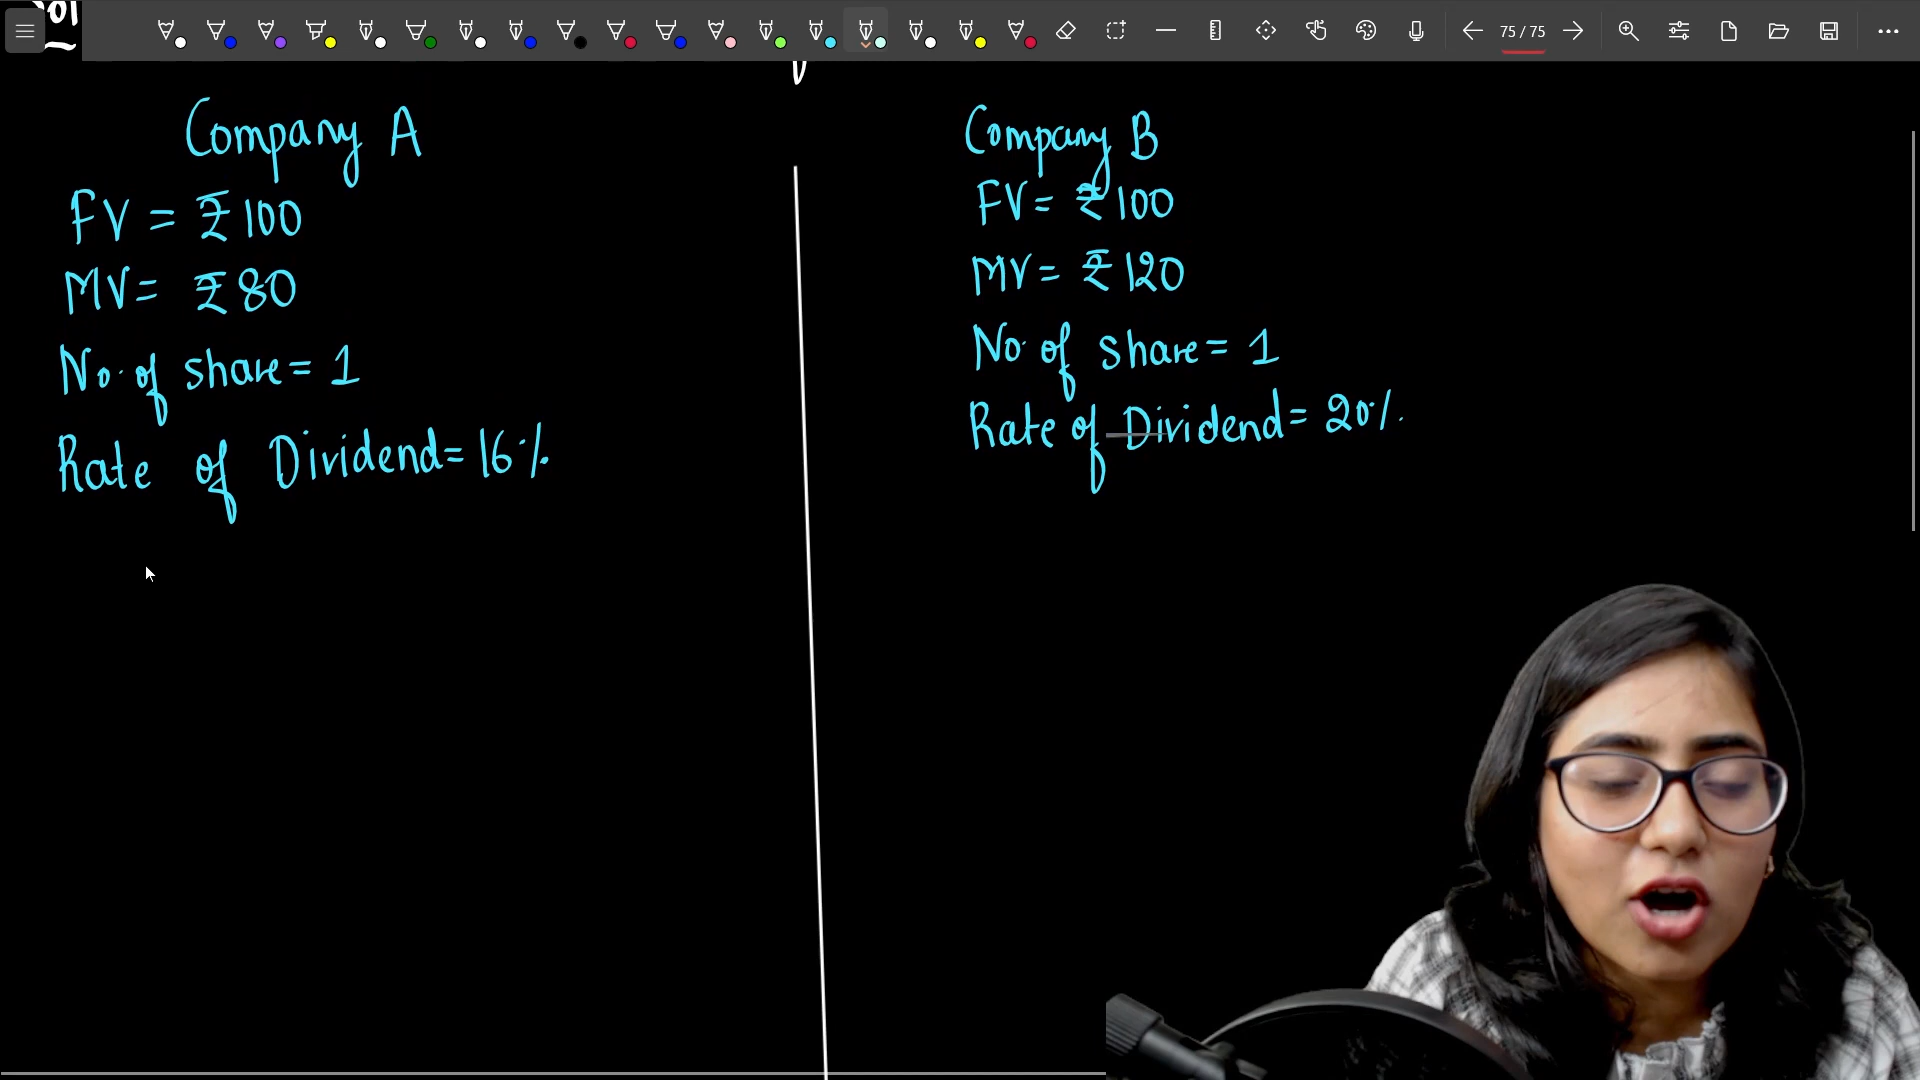 75 / 75
Company A
FV = ₹100
MV = ₹80
No. of share = 1
Rate of Dividend = 16%
Company B
FV = ₹100
MV = ₹120
No. of share = 1
Rate of Dividend = 20%